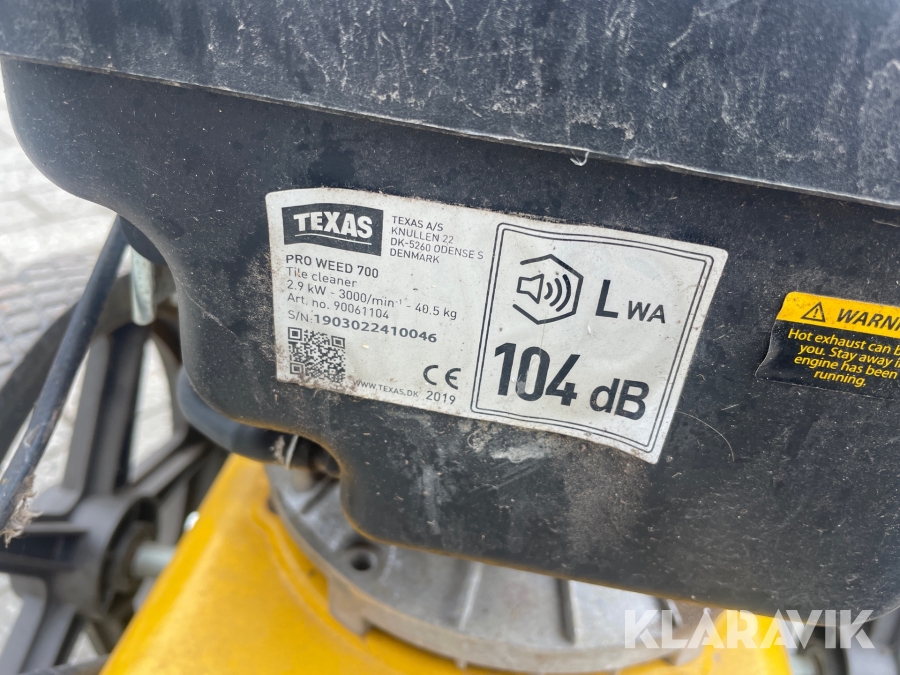 TEXAS
TEXAS A/S
KNULLEN 22
DK-5260 ODENSE S
DENMARK
PRO WEED 700
Tile cleaner
2.9 kW - 3000/min⁻¹ - 40.5 kg
Art. no. 90061104
S/N: 1903022410046
WWW.TEXAS.DK 2019
CE
LWA
104 dB
WARNI
Hot exhaust can b
you. Stay away i
engine has been
running.
KLARAVIK